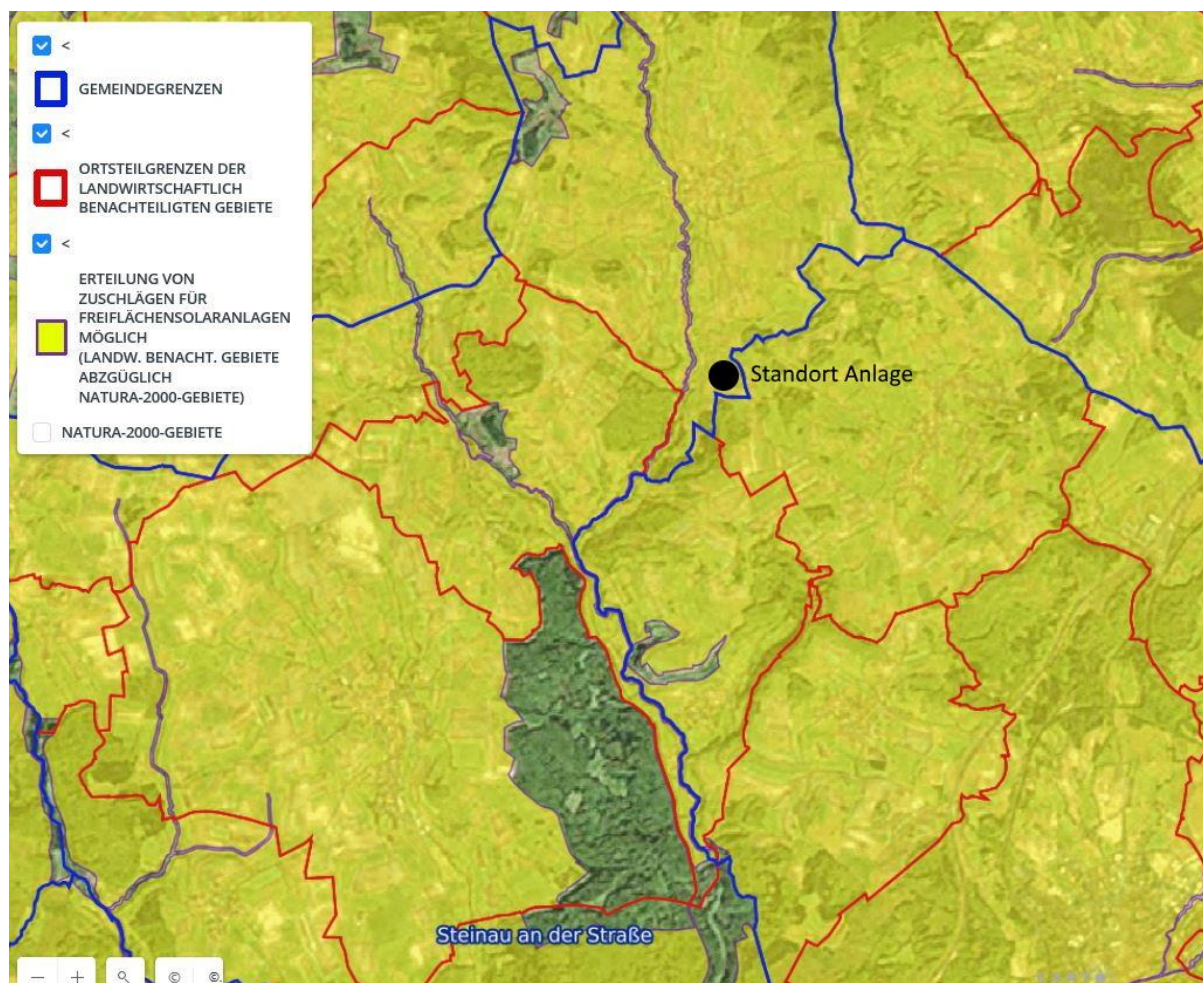 <
GEMEINDEGRENZEN
<
ORTSTEILGRENZEN DER
LANDWIRTSCHAFTLICH
BENACHTEILIGTEN GEBIETE
<
ERTEILUNG VON
ZUSCHLÄGEN FÜR
FREIFLÄCHENSOLARANLAGEN
MÖGLICH
(LANDW. BENACHT. GEBIETE
ABZGÜGLICH
NATURA-2000-GEBIETE)
NATURA-2000-GEBIETE
Standort Anlage
Steinau an der Straße
− +
© ©